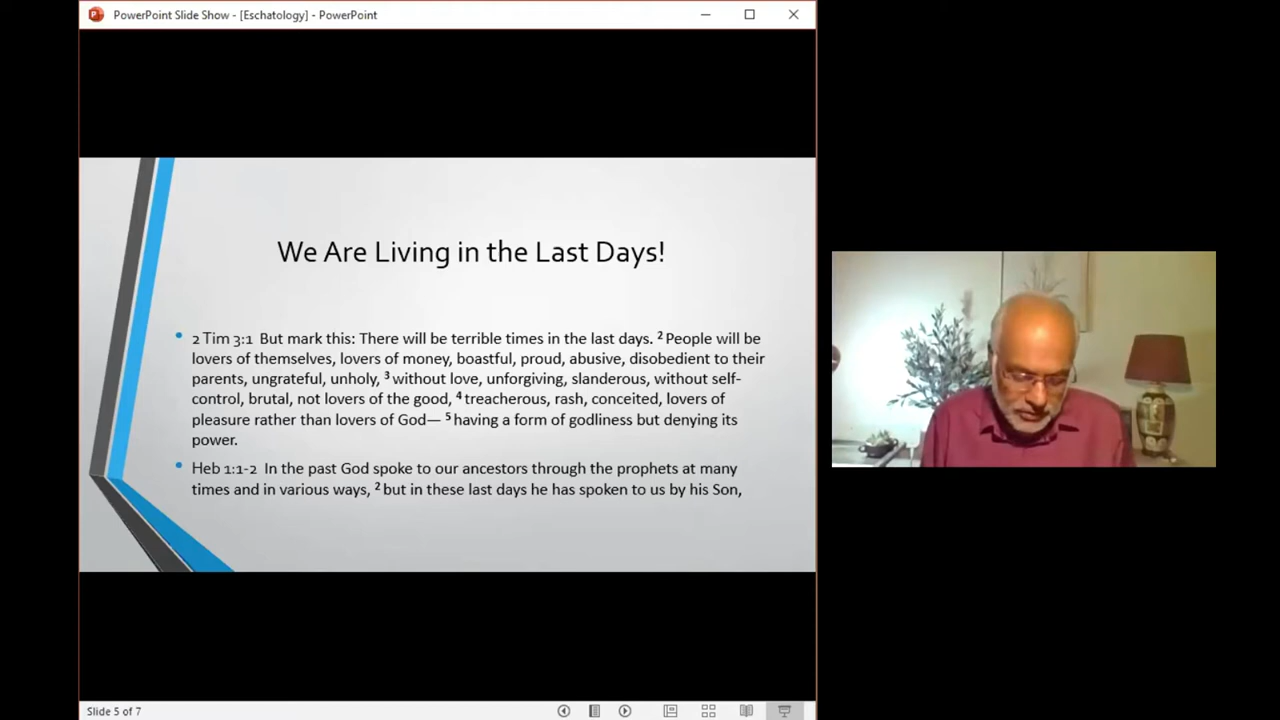 PowerPoint Slide Show - [Eschatology] - PowerPoint
We Are Living in the Last Days!
• 2 Tim 3:1 But mark this: There will be terrible times in the last days. ² People will be
lovers of themselves, lovers of money, boastful, proud, abusive, disobedient to their
parents, ungrateful, unholy, ³ without love, unforgiving, slanderous, without self-
control, brutal, not lovers of the good, ⁴ treacherous, rash, conceited, lovers of
pleasure rather than lovers of God— ⁵ having a form of godliness but denying its
power.
• Heb 1:1-2 In the past God spoke to our ancestors through the prophets at many
times and in various ways, ² but in these last days he has spoken to us by his Son,
Slide 5 of 7